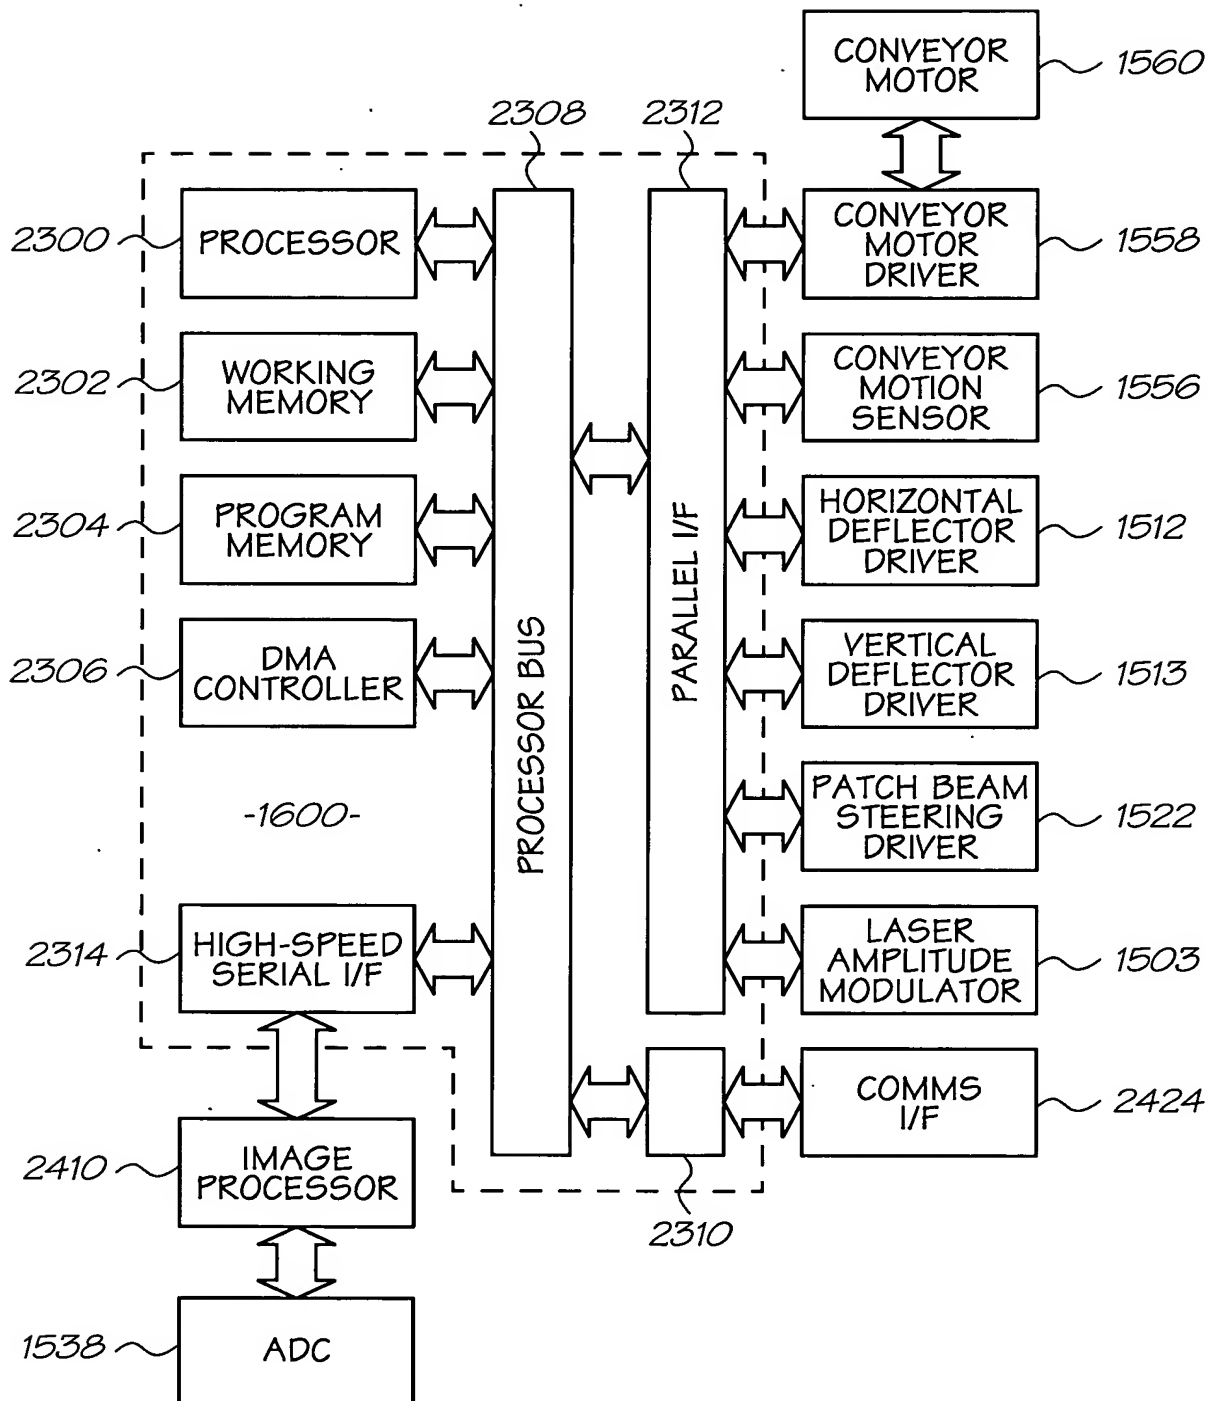 CONVEYOR
MOTOR
1560
2308
2312
2300
PROCESSOR
CONVEYOR
MOTOR
DRIVER
1558
2302
WORKING
MEMORY
CONVEYOR
MOTION
SENSOR
1556
2304
PROGRAM
MEMORY
HORIZONTAL
DEFLECTOR
DRIVER
1512
2306
DMA
CONTROLLER
PROCESSOR BUS
PARALLEL I/F
VERTICAL
DEFLECTOR
DRIVER
1513
-1600-
PATCH BEAM
STEERING
DRIVER
1522
2314
HIGH-SPEED
SERIAL I/F
LASER
AMPLITUDE
MODULATOR
1503
COMMS
I/F
2424
2410
IMAGE
PROCESSOR
2310
1538
ADC